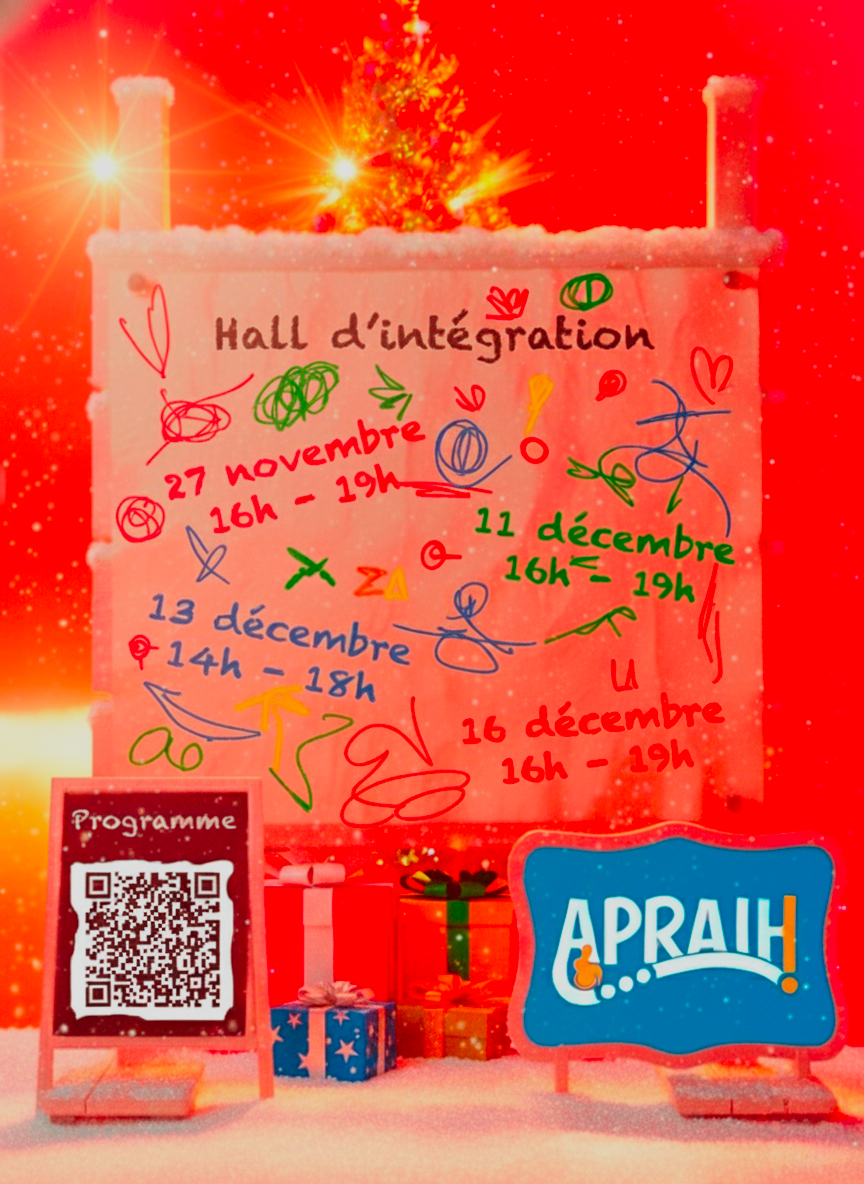 Hall d'intégration
27 novembre
16h - 19h
11 décembre
16h - 19h
13 décembre
14h - 18h
16 décembre
16h - 19h
Programme
APRAIH!